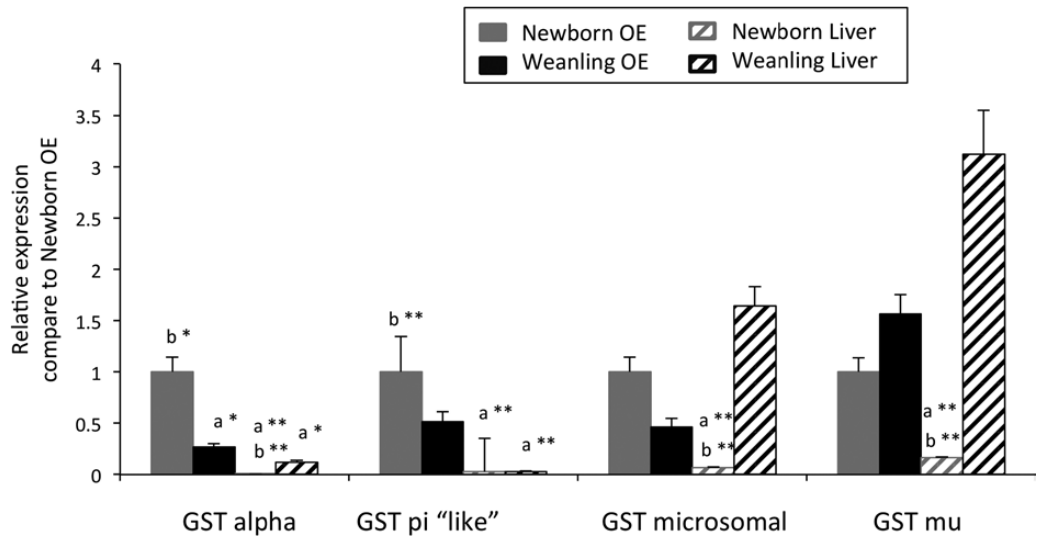 Newborn OE
Newborn Liver
Weanling OE
Weanling Liver
Relative expression
compare to Newborn OE
4
3.5
3
2.5
2
1.5
1
0.5
0
b *
a *
a **
b **
a *
b **
a **
a **
a **
b **
a **
b **
GST alpha
GST pi “like”
GST microsomal
GST mu